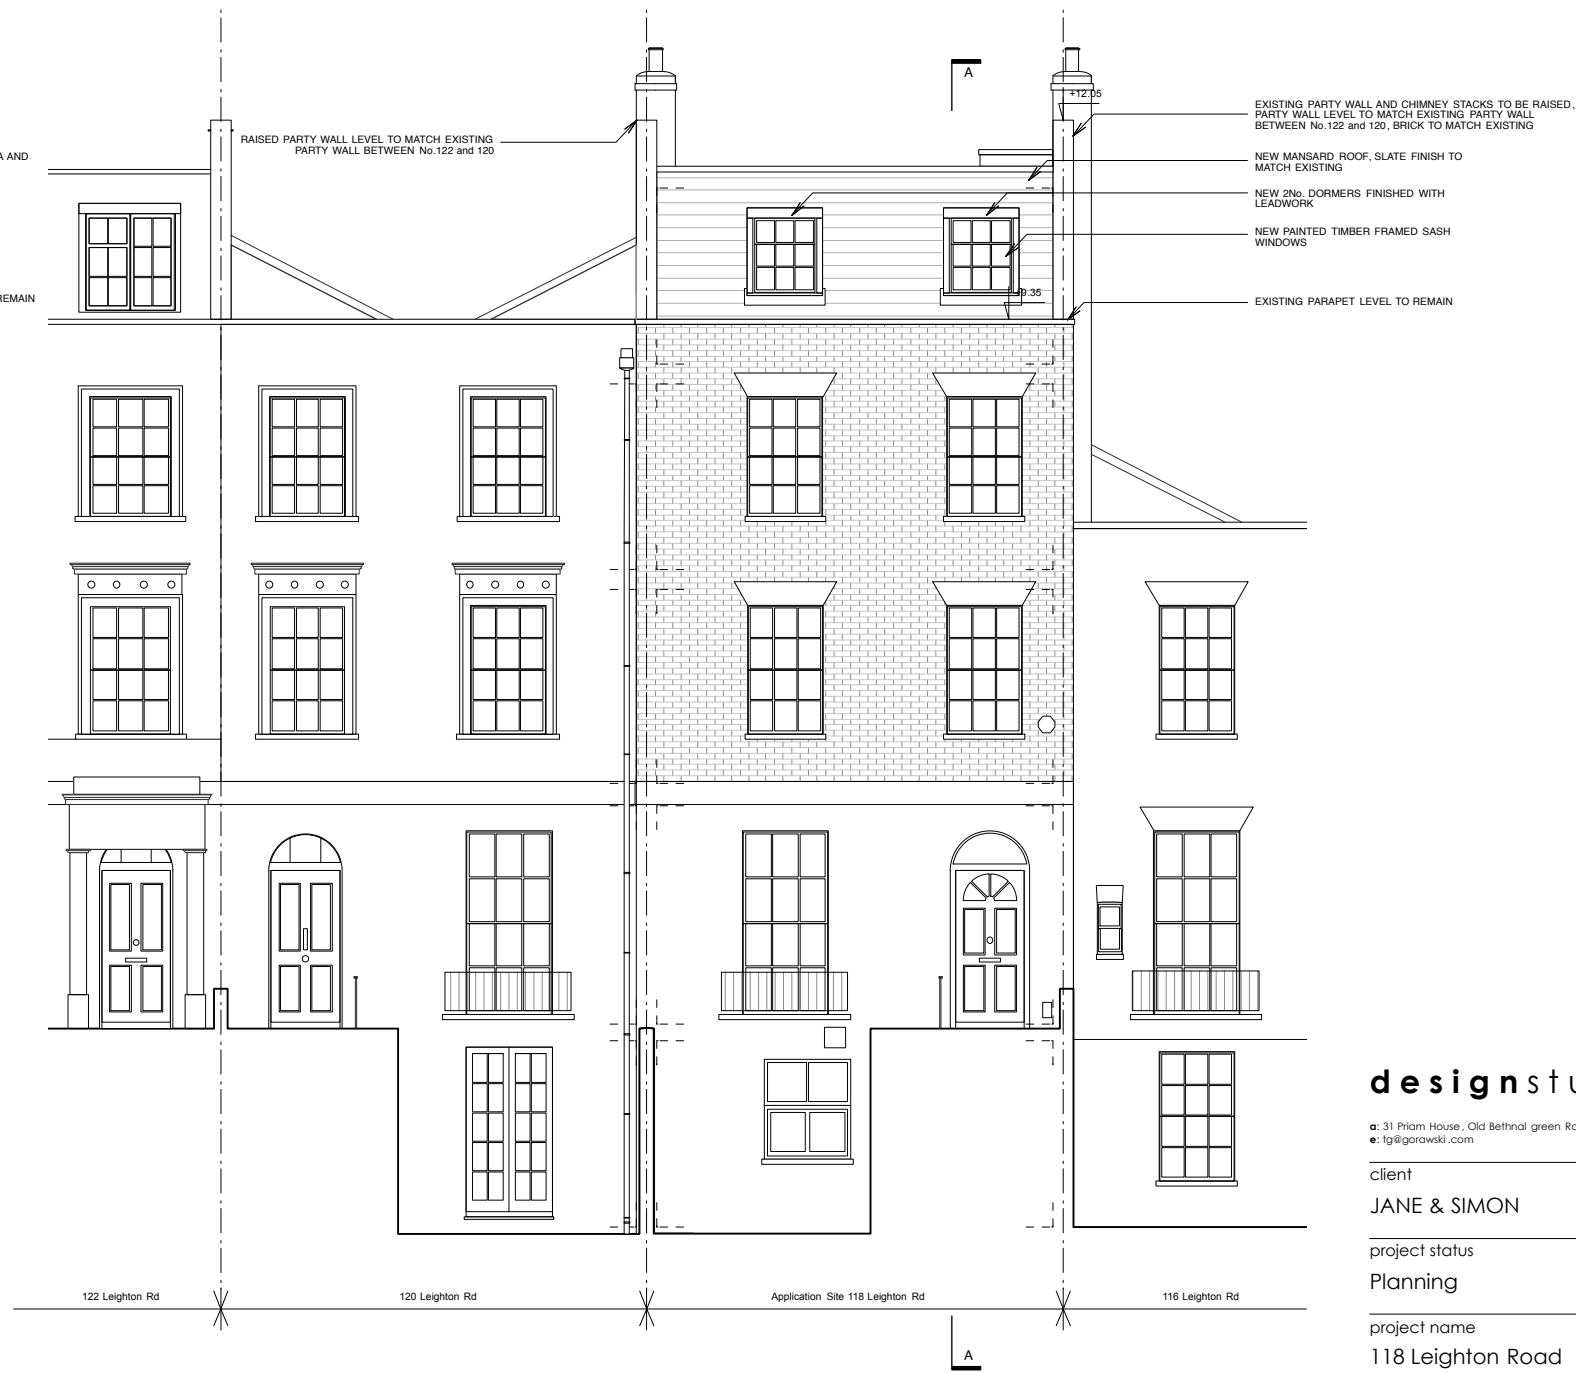 A
+12.05
A AND
REMAIN
RAISED PARTY WALL LEVEL TO MATCH EXISTING
PARTY WALL BETWEEN No.122 and 120
EXISTING PARTY WALL AND CHIMNEY STACKS TO BE RAISED,
PARTY WALL LEVEL TO MATCH EXISTING PARTY WALL
BETWEEN No.122 and 120, BRICK TO MATCH EXISTING
NEW MANSARD ROOF, SLATE FINISH TO
MATCH EXISTING
NEW 2No. DORMERS FINISHED WITH
LEADWORK
NEW PAINTED TIMBER FRAMED SASH
WINDOWS
9.35
EXISTING PARAPET LEVEL TO REMAIN
122 Leighton Rd
120 Leighton Rd
Application Site 118 Leighton Rd
116 Leighton Rd
A
designstu
a: 31 Priam House, Old Bethnal green Ro
e: tg@gorawski.com
client
JANE & SIMON
project status
Planning
project name
118 Leighton Road